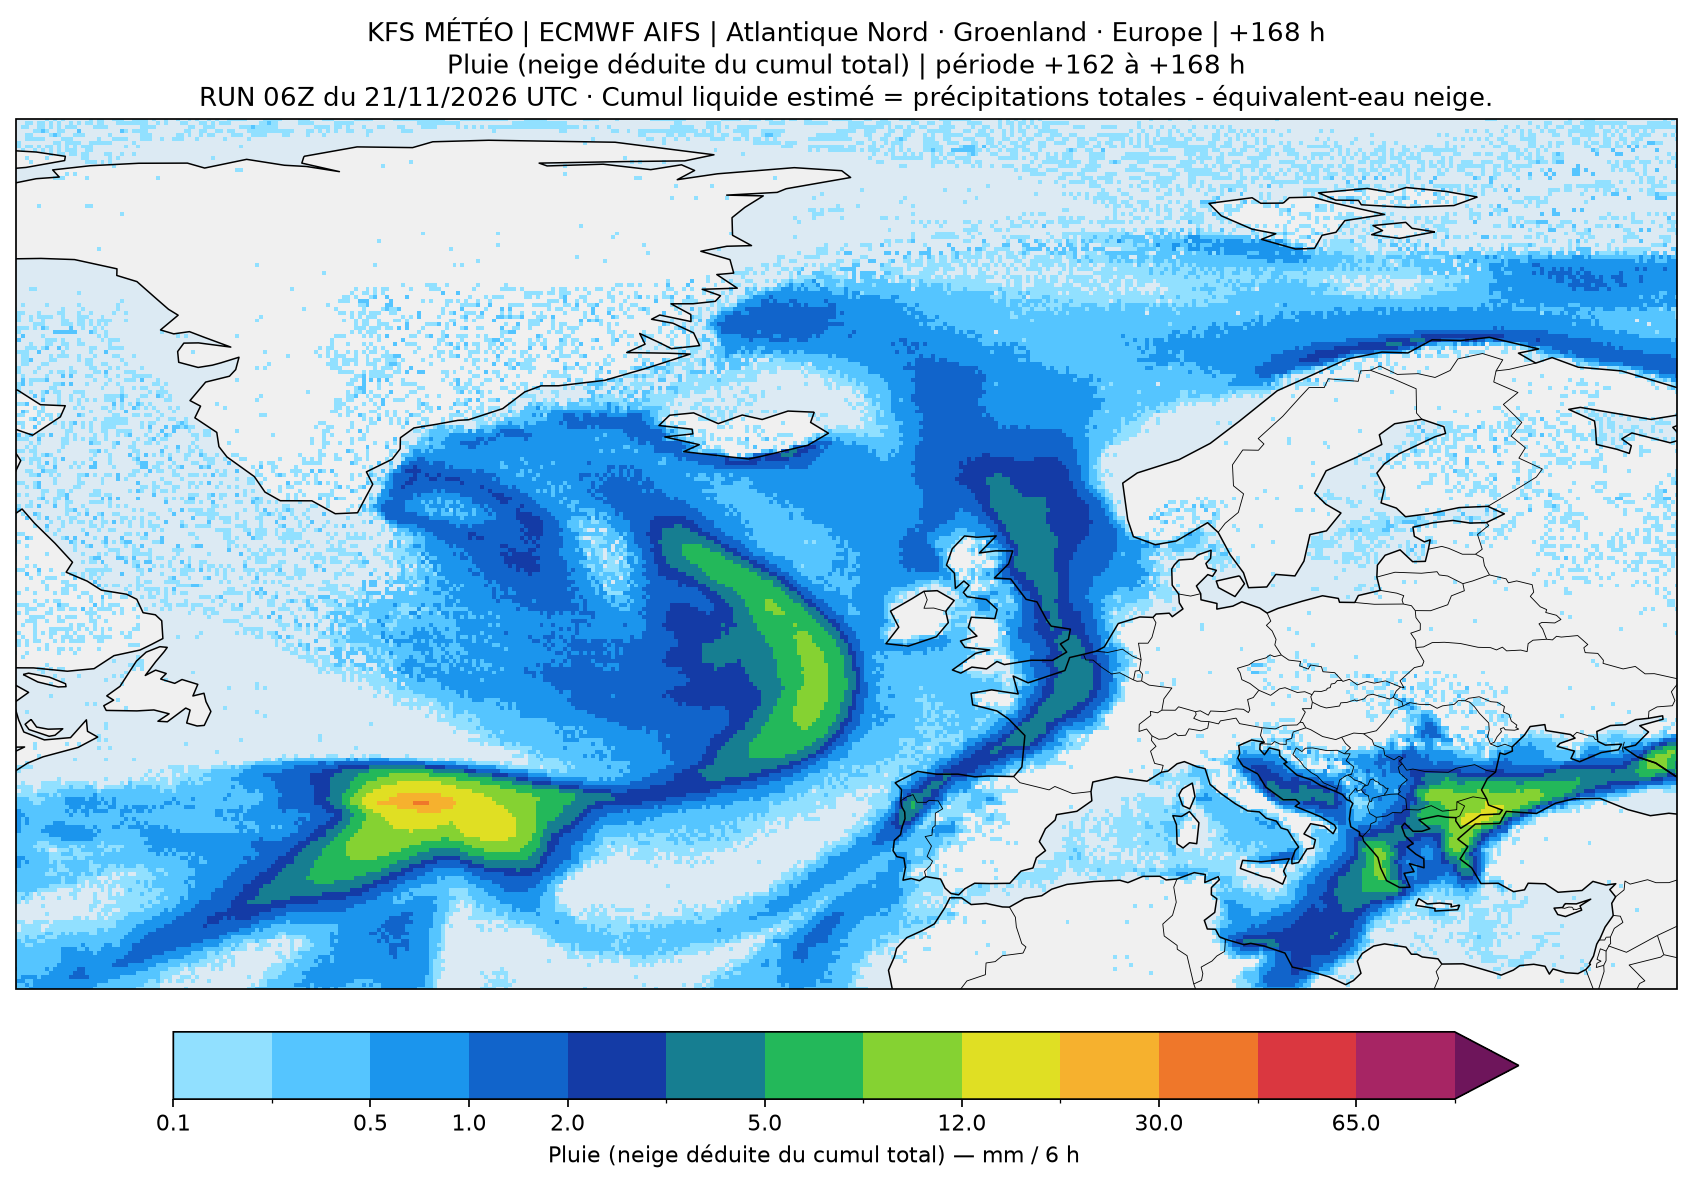 KFS MÉTÉO | ECMWF AIFS | Atlantique Nord · Groenland · Europe | +168 h
Pluie (neige déduite du cumul total) | période +162 à +168 h
RUN 06Z du 21/11/2026 UTC · Cumul liquide estimé = précipitations totales - équivalent-eau neige.
0.1 0.5 1.0 2.0 5.0 12.0 30.0 65.0
Pluie (neige déduite du cumul total) — mm / 6 h